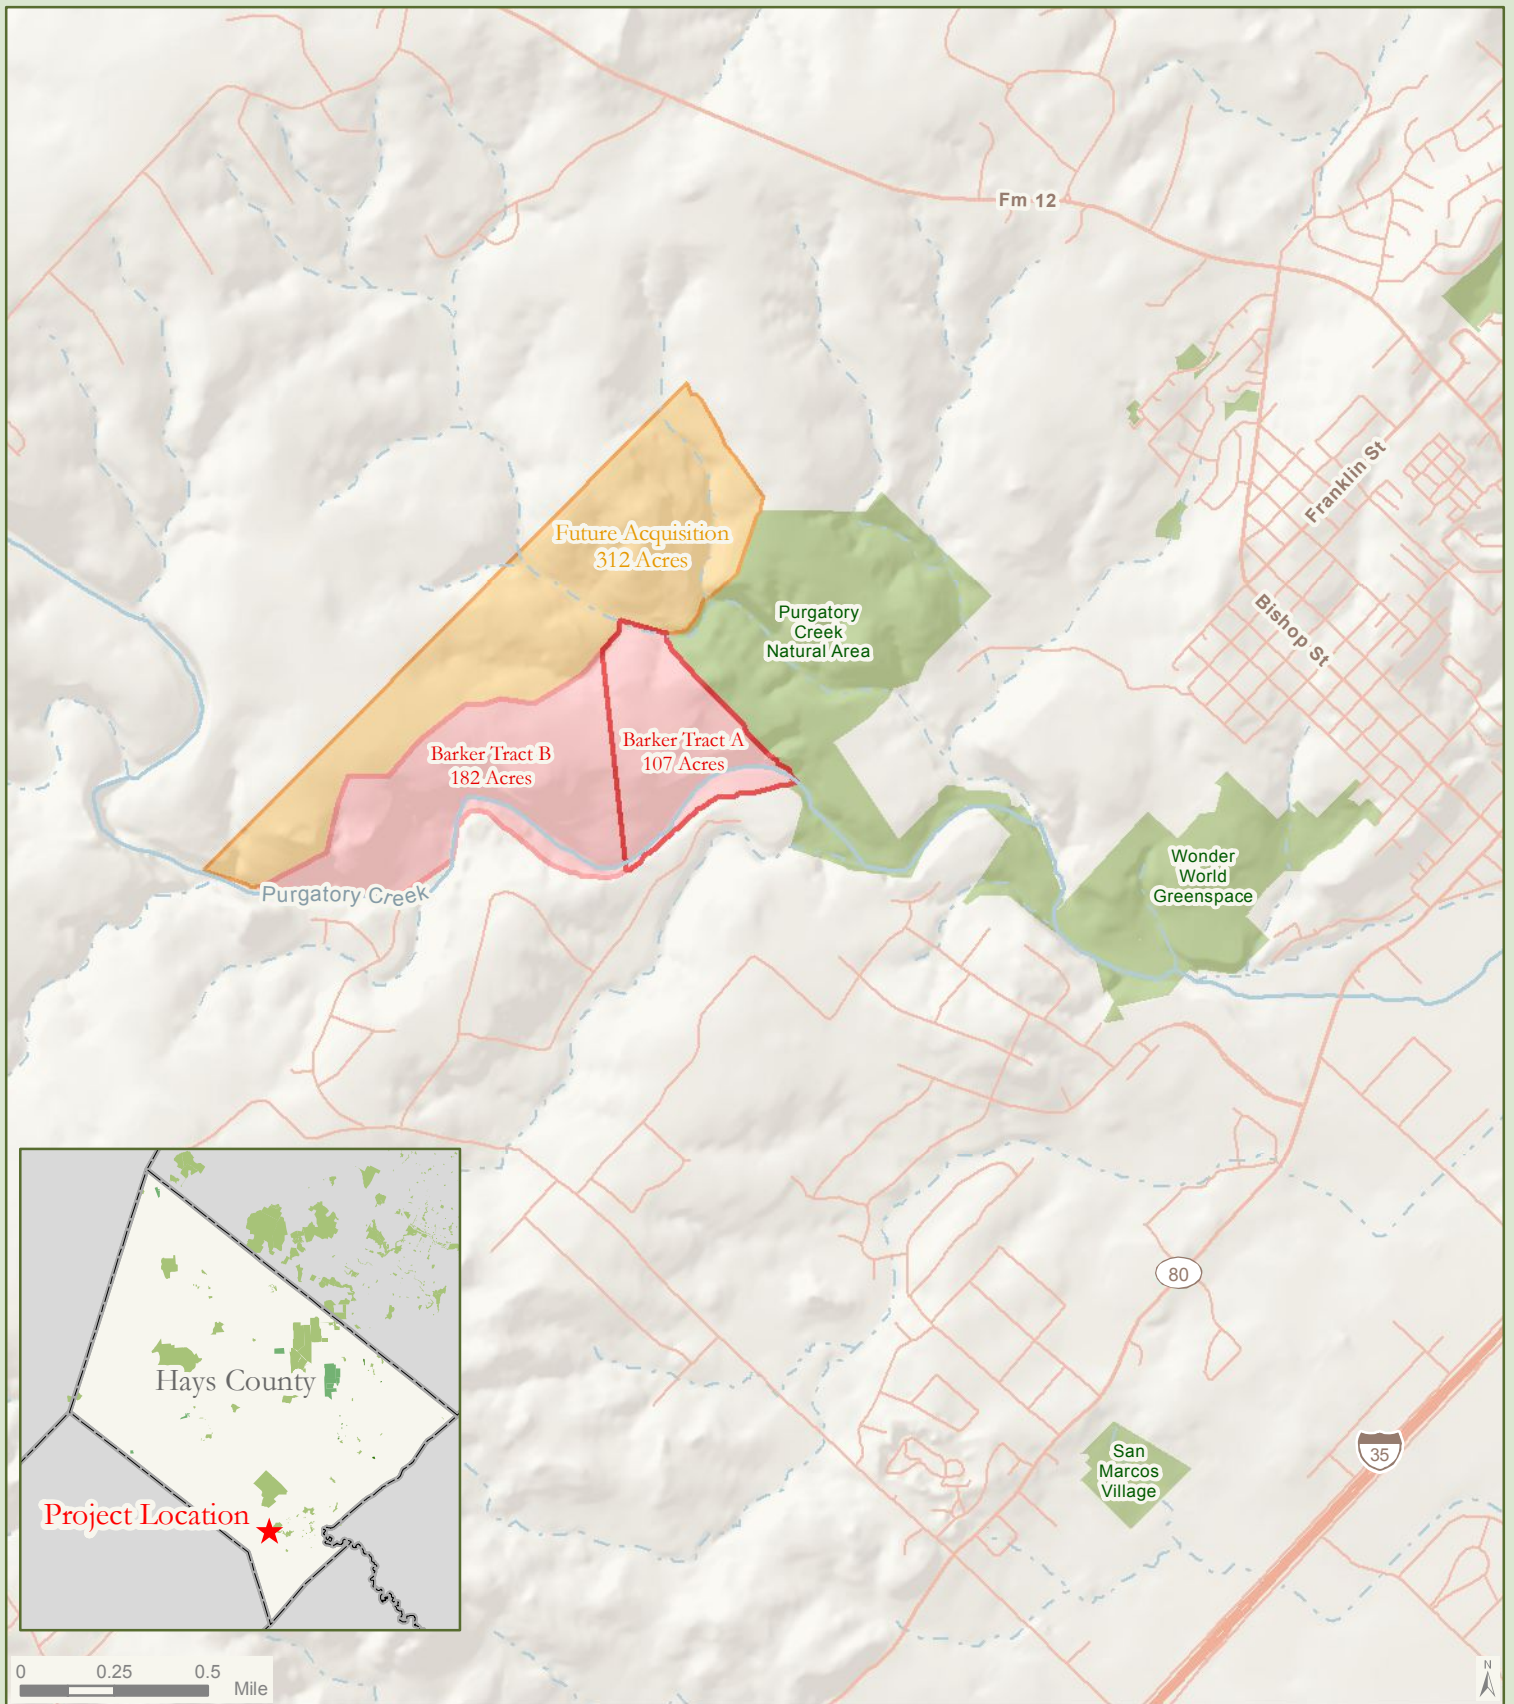 Fm 12
Franklin St
Future Acquisition
312 Acres
Bishop St
Purgatory
Creek
Natural Area
Barker Tract B
182 Acres
Barker Tract A
107 Acres
Purgatory Creek
Wonder
World
Greenspace
80
Hays County
Project Location
San
Marcos
Village
35
0 0.25 0.5
Mile
N